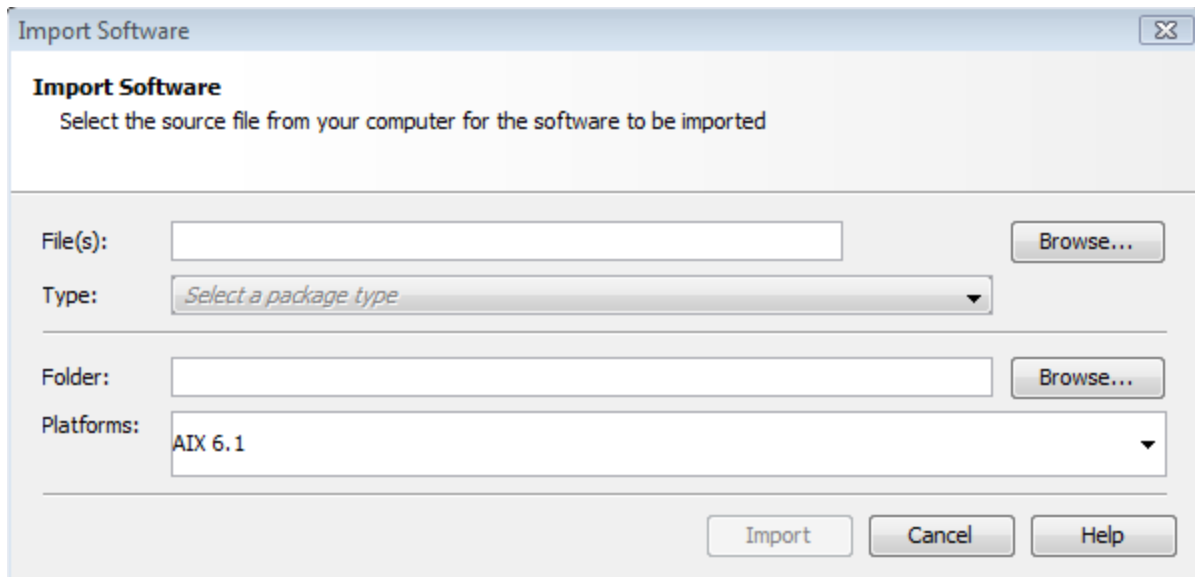 Import Software
Import Software
Select the source file from your computer for the software to be imported
File(s):
Browse...
Type:
Select a package type
Folder:
Browse...
Platforms:
AIX 6.1
Import
Cancel
Help